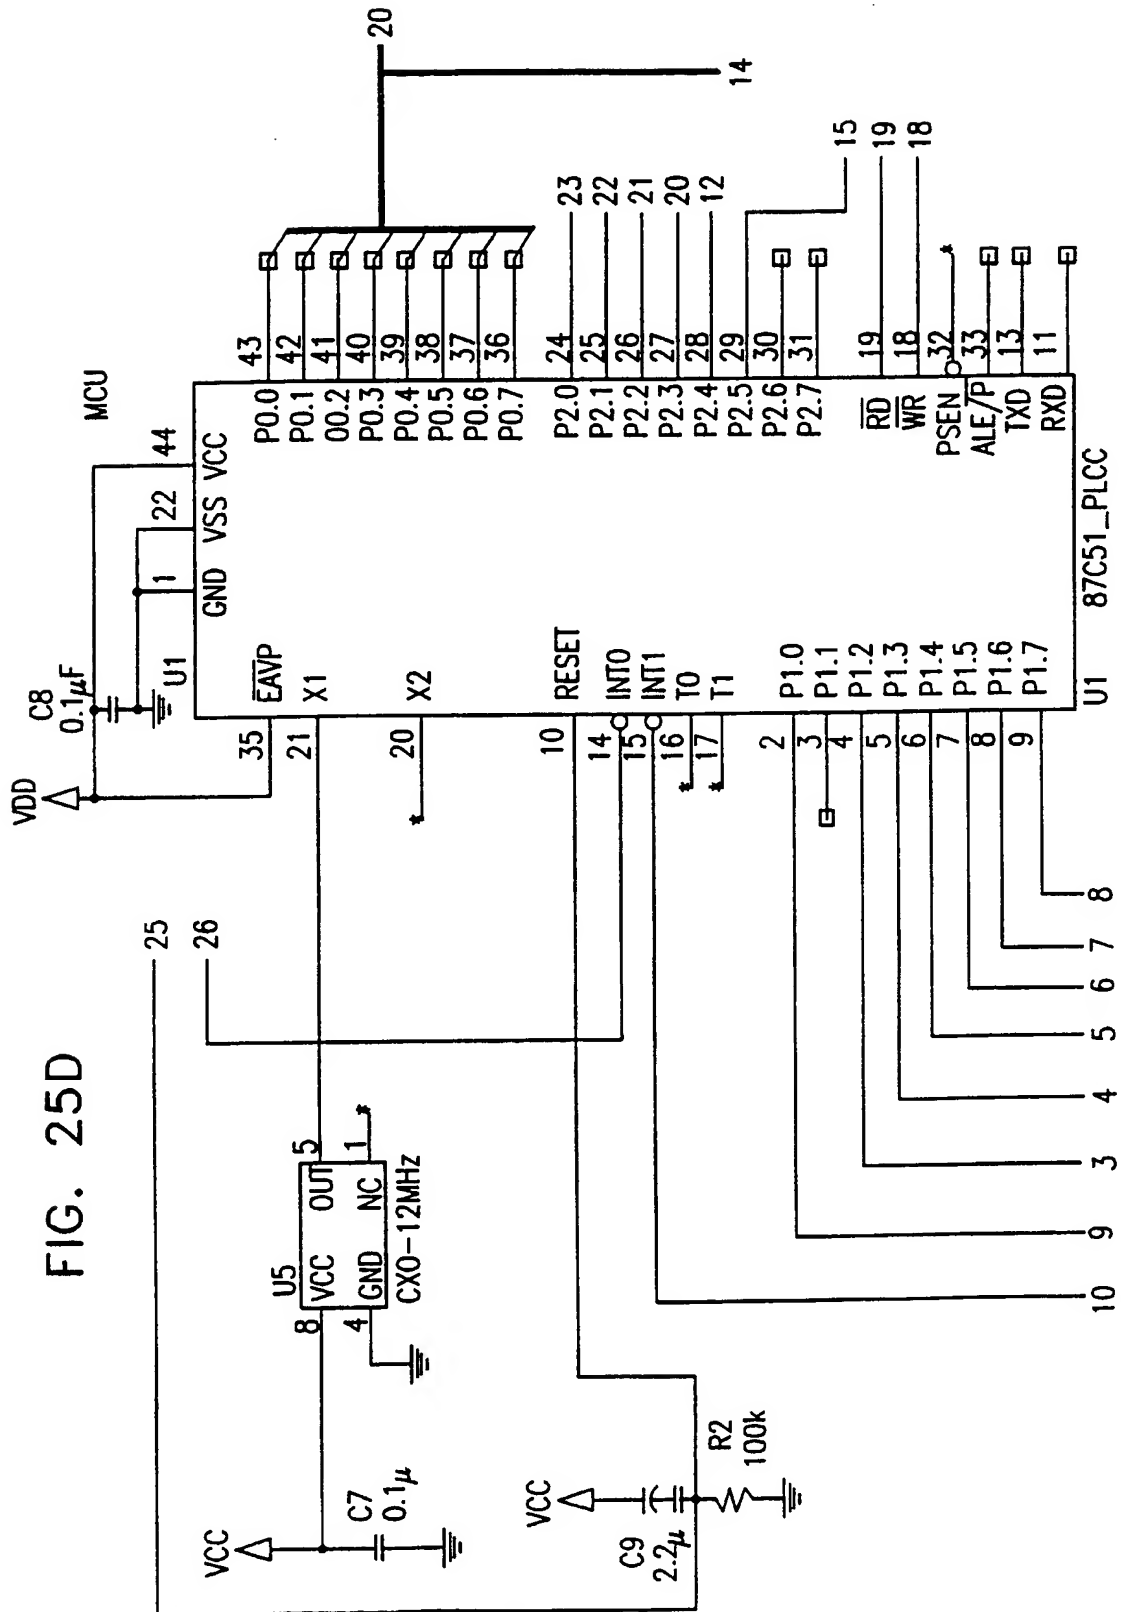 FIG. 25D
25
26
VDD
C8
0.1μF
U1
MCU
1
22
44
GND
VSS
VCC
35
EAVP
21
X1
20
X2
10
RESET
14
INT0
15
INT1
16
T0
17
T1
2
P1.0
3
P1.1
4
P1.2
5
P1.3
6
P1.4
7
P1.5
8
P1.6
9
P1.7
P0.0
43
P0.1
42
O0.2
41
P0.3
40
P0.4
39
P0.5
38
P0.6
37
P0.7
36
20
14
P2.0
24
23
P2.1
25
22
P2.2
26
21
P2.3
27
20
P2.4
28
12
P2.5
29
15
P2.6
30
P2.7
31
RD
19
19
WR
18
18
PSEN
32
*
ALE/P
33
TXD
13
RXD
11
*
*
*
U1
87C51_PLCC
U5
8
VCC
OUT
5
4
GND
NC
1
*
CXO-12MHz
VCC
C7
0.1μ
VCC
C9
2.2μ
R2
100k
10
9
3
4
5
6
7
8